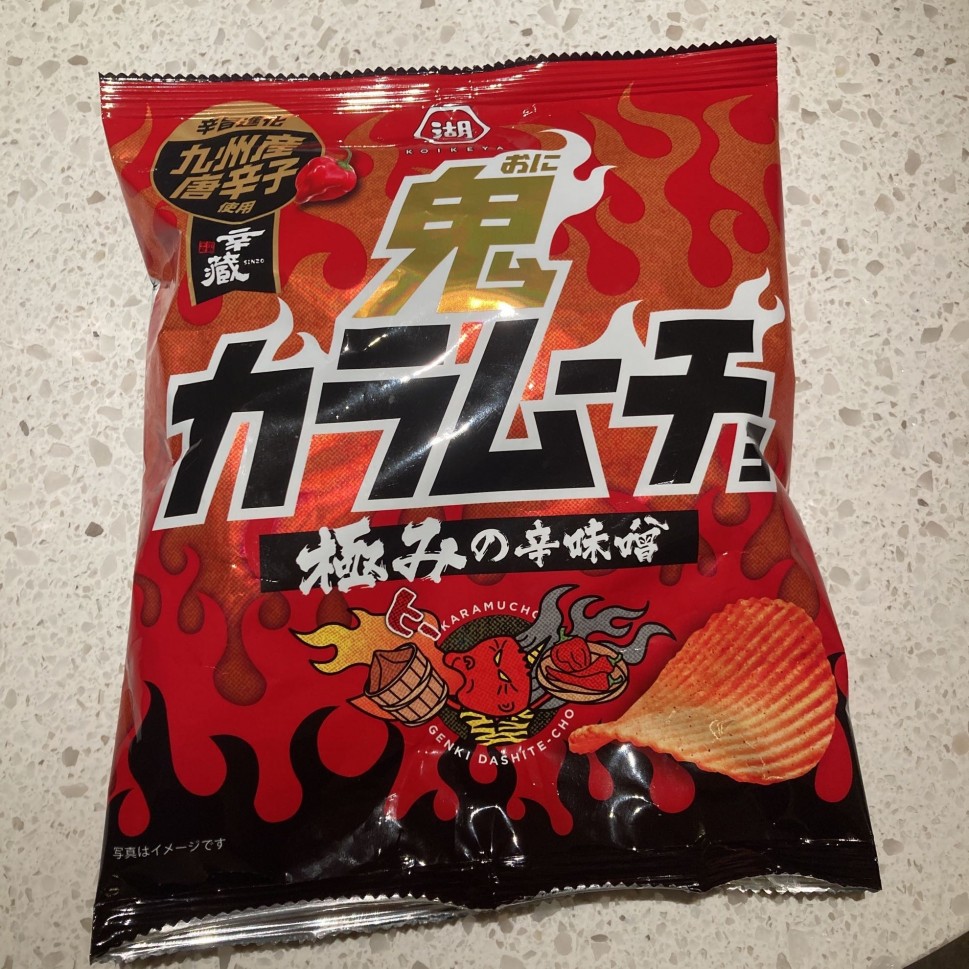 辛旨進化
九州産
唐辛子
使用
辛
蔵
SINZO
湖
KOIKEYA
おに
鬼
カラムーチョ
極みの辛味噌
ヒー
KARAMUCHO
GENKI DASHITE-CHO
写真はイメージです